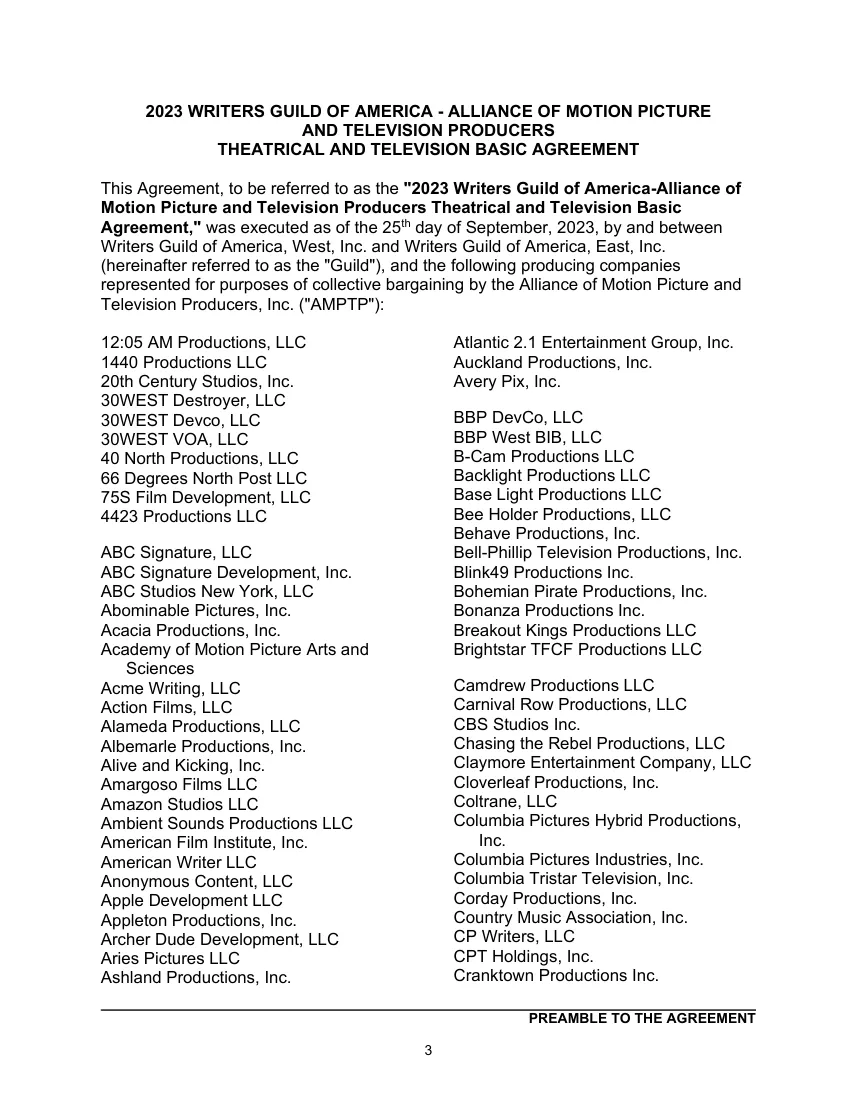 2023 WRITERS GUILD OF AMERICA - ALLIANCE OF MOTION PICTURE
AND TELEVISION PRODUCERS
THEATRICAL AND TELEVISION BASIC AGREEMENT
This Agreement, to be referred to as the "2023 Writers Guild of America-Alliance of
Motion Picture and Television Producers Theatrical and Television Basic
Agreement," was executed as of the 25th day of September, 2023, by and between
Writers Guild of America, West, Inc. and Writers Guild of America, East, Inc.
(hereinafter referred to as the "Guild"), and the following producing companies
represented for purposes of collective bargaining by the Alliance of Motion Picture and
Television Producers, Inc. ("AMPTP"):
12:05 AM Productions, LLC
1440 Productions LLC
20th Century Studios, Inc.
30WEST Destroyer, LLC
30WEST Devco, LLC
30WEST VOA, LLC
40 North Productions, LLC
66 Degrees North Post LLC
75S Film Development, LLC
4423 Productions LLC
ABC Signature, LLC
ABC Signature Development, Inc.
ABC Studios New York, LLC
Abominable Pictures, Inc.
Acacia Productions, Inc.
Academy of Motion Picture Arts and
Sciences
Acme Writing, LLC
Action Films, LLC
Alameda Productions, LLC
Albemarle Productions, Inc.
Alive and Kicking, Inc.
Amargoso Films LLC
Amazon Studios LLC
Ambient Sounds Productions LLC
American Film Institute, Inc.
American Writer LLC
Anonymous Content, LLC
Apple Development LLC
Appleton Productions, Inc.
Archer Dude Development, LLC
Aries Pictures LLC
Ashland Productions, Inc.
Atlantic 2.1 Entertainment Group, Inc.
Auckland Productions, Inc.
Avery Pix, Inc.
BBP DevCo, LLC
BBP West BIB, LLC
B-Cam Productions LLC
Backlight Productions LLC
Base Light Productions LLC
Bee Holder Productions, LLC
Behave Productions, Inc.
Bell-Phillip Television Productions, Inc.
Blink49 Productions Inc.
Bohemian Pirate Productions, Inc.
Bonanza Productions Inc.
Breakout Kings Productions LLC
Brightstar TFCF Productions LLC
Camdrew Productions LLC
Carnival Row Productions, LLC
CBS Studios Inc.
Chasing the Rebel Productions, LLC
Claymore Entertainment Company, LLC
Cloverleaf Productions, Inc.
Coltrane, LLC
Columbia Pictures Hybrid Productions,
Inc.
Columbia Pictures Industries, Inc.
Columbia Tristar Television, Inc.
Corday Productions, Inc.
Country Music Association, Inc.
CP Writers, LLC
CPT Holdings, Inc.
Cranktown Productions Inc.
PREAMBLE TO THE AGREEMENT
3